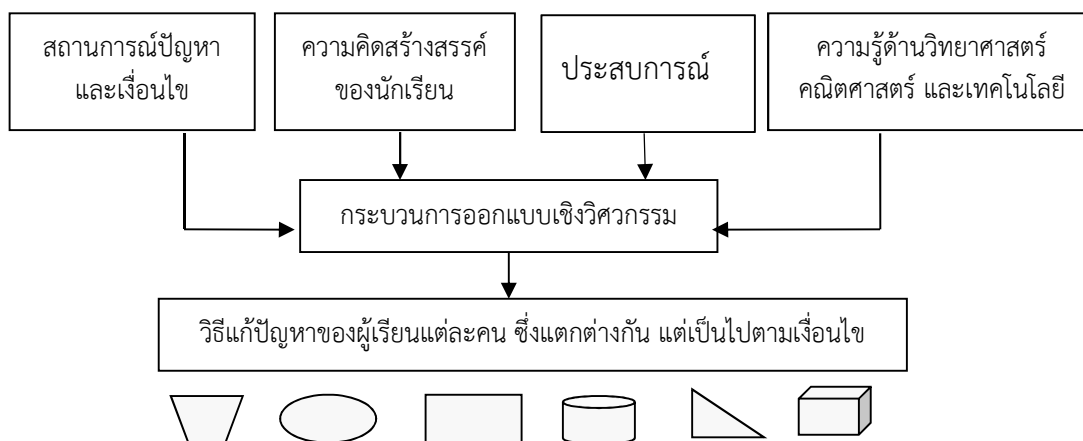 สถานการณ์ปัญหา
และเงื่อนไข
ความคิดสร้างสรรค์
ของนักเรียน
ประสบการณ์
ความรู้ด้านวิทยาศาสตร์
คณิตศาสตร์ และเทคโนโลยี
กระบวนการออกแบบเชิงวิศวกรรม
วิธีแก้ปัญหาของผู้เรียนแต่ละคน ซึ่งแตกต่างกัน แต่เป็นไปตามเงื่อนไข